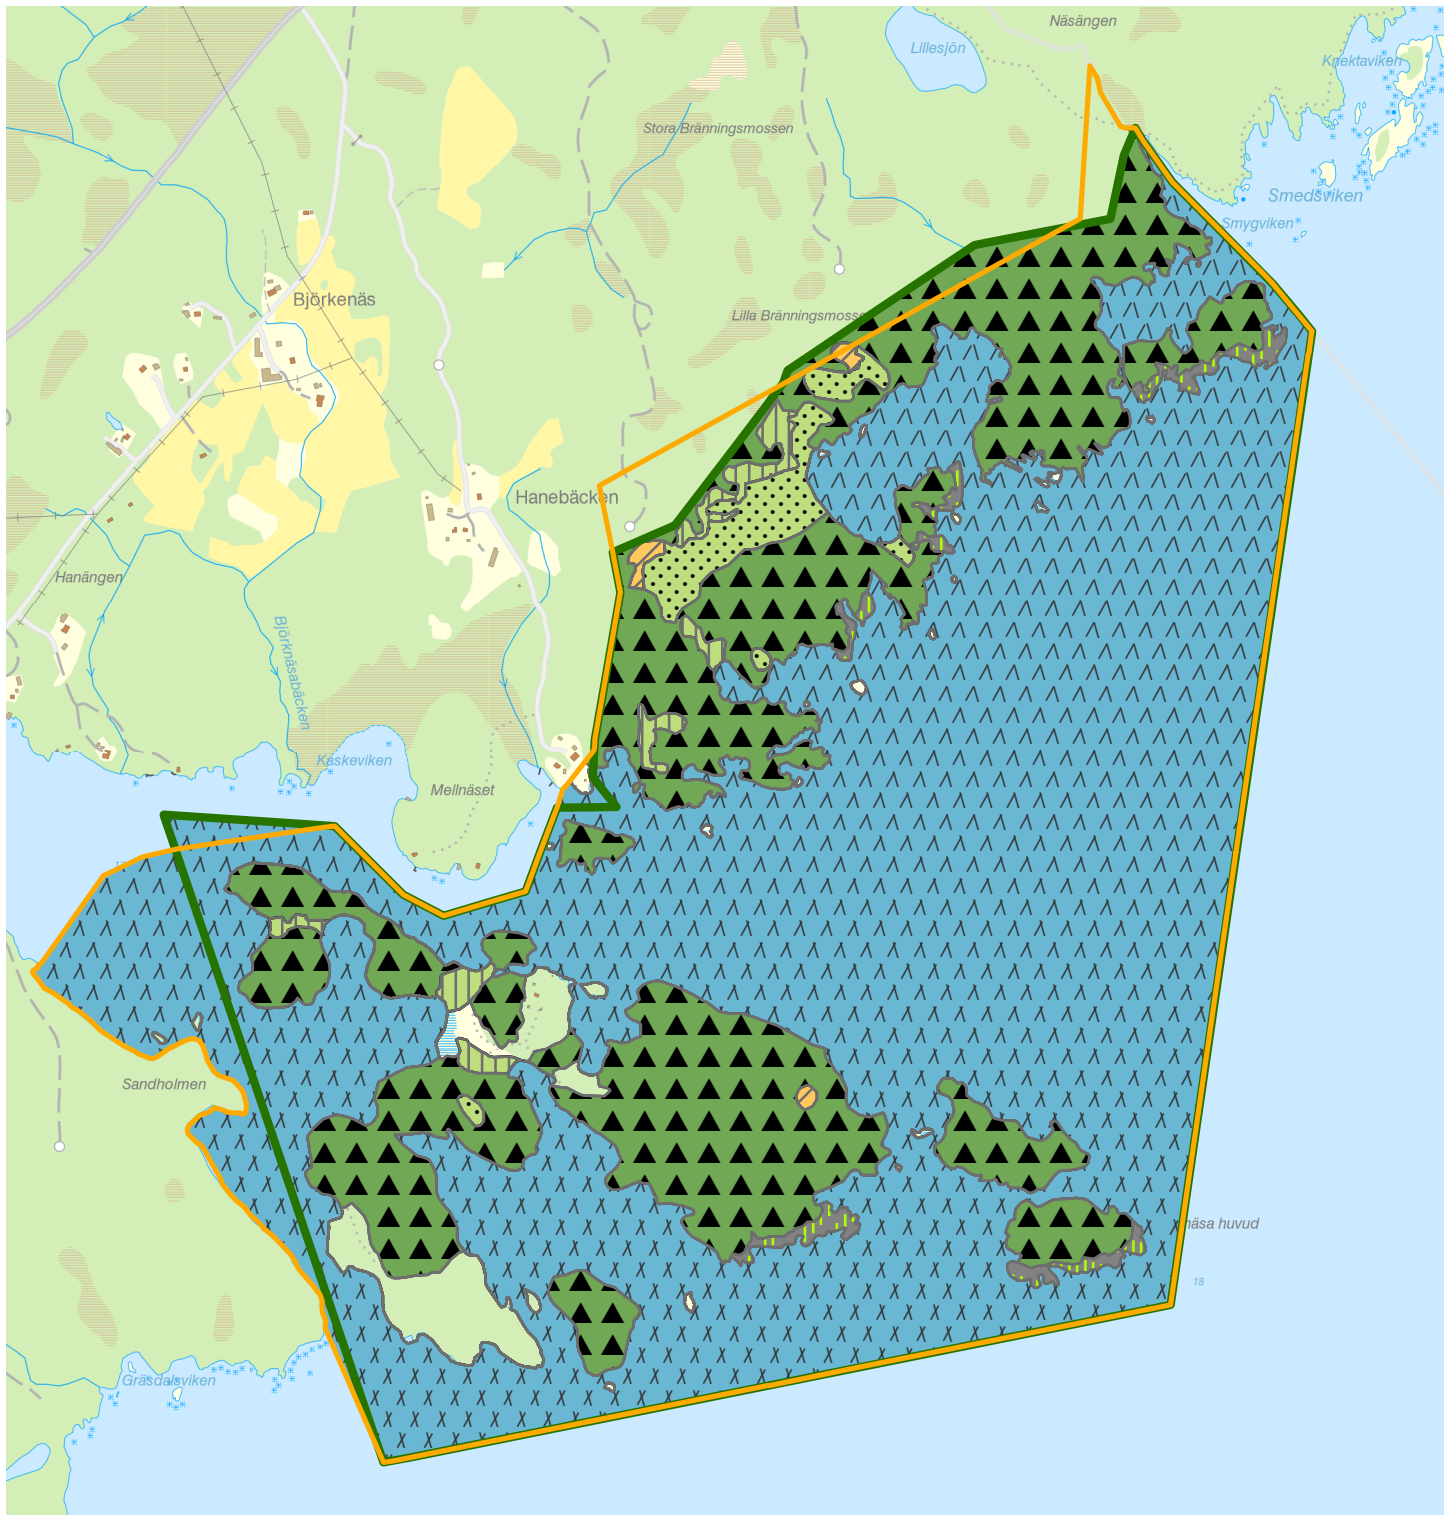 Näsängen
Lillesjön
Knektaviken
Stora Bränningsmossen
Smedsviken
Smygviken
Björkenäs
Lilla Bränningsmosse
Hanebäcken
Hanängen
Björknäsabäcken
Kaskeviken
Mellnäset
Sandholmen
näsa huvud
18
Gräsdalsviken